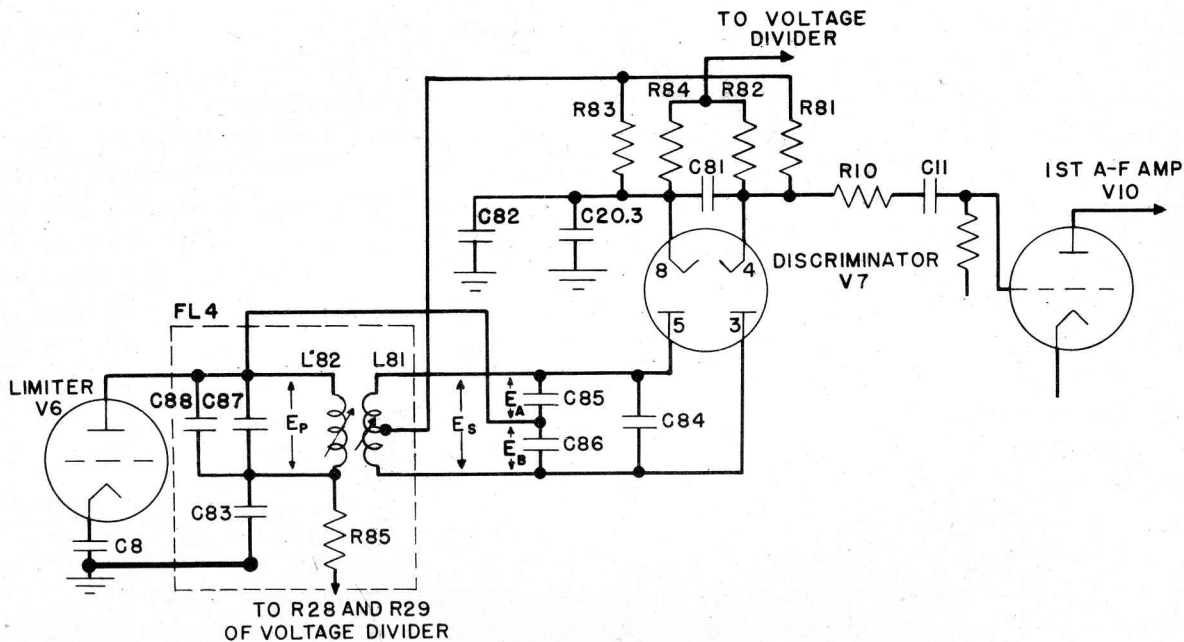 TO VOLTAGE
DIVIDER
R83
R84
R82
R81
C81
R10
C11
1ST A-F AMP
V10
C82
C20.3
8
4
5
3
DISCRIMINATOR
V7
FL4
L82
L81
LIMITER
V6
C88
C87
EP
ES
EA
EB
C85
C86
C84
C83
R85
C8
TO R28 AND R29
OF VOLTAGE DIVIDER